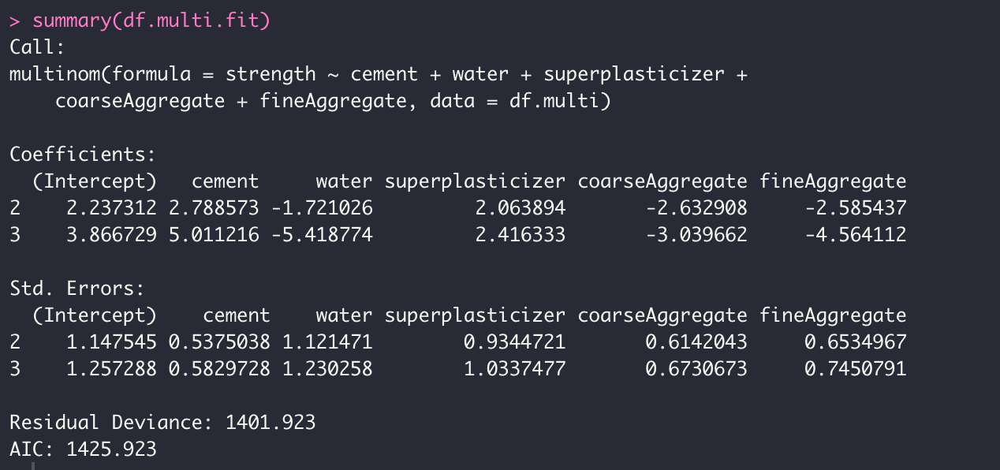 > summary(df.multi.fit)
Call:
multinom(formula = strength ~ cement + water + superplasticizer +
    coarseAggregate + fineAggregate, data = df.multi)

Coefficients:
  (Intercept)   cement     water superplasticizer coarseAggregate fineAggregate
2    2.237312 2.788573 -1.721026         2.063894       -2.632908     -2.585437
3    3.866729 5.011216 -5.418774         2.416333       -3.039662     -4.564112

Std. Errors:
  (Intercept)    cement    water superplasticizer coarseAggregate fineAggregate
2    1.147545 0.5375038 1.121471        0.9344721       0.6142043     0.6534967
3    1.257288 0.5829728 1.230258        1.0337477       0.6730673     0.7450791

Residual Deviance: 1401.923
AIC: 1425.923